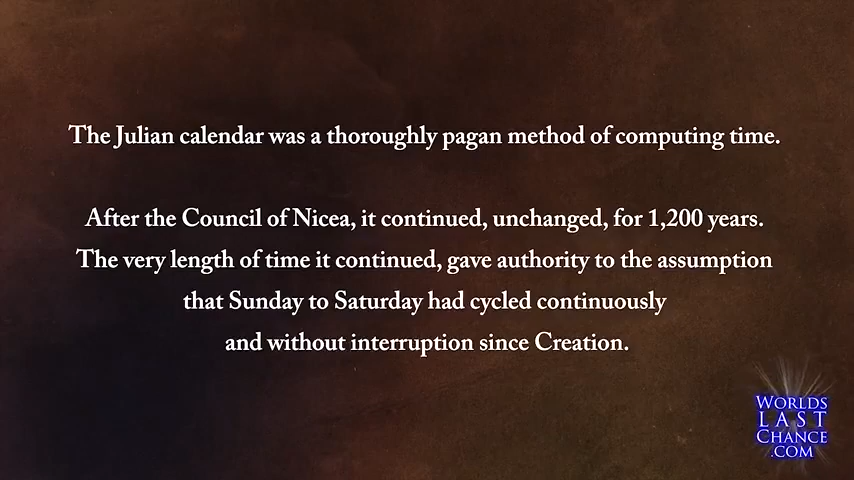 The Julian calendar was a thoroughly pagan method of computing time.
After the Council of Nicea, it continued, unchanged, for 1,200 years.
The very length of time it continued, gave authority to the assumption
that Sunday to Saturday had cycled continuously
and without interruption since Creation.
WORLDS
LAST
CHANCE
.COM